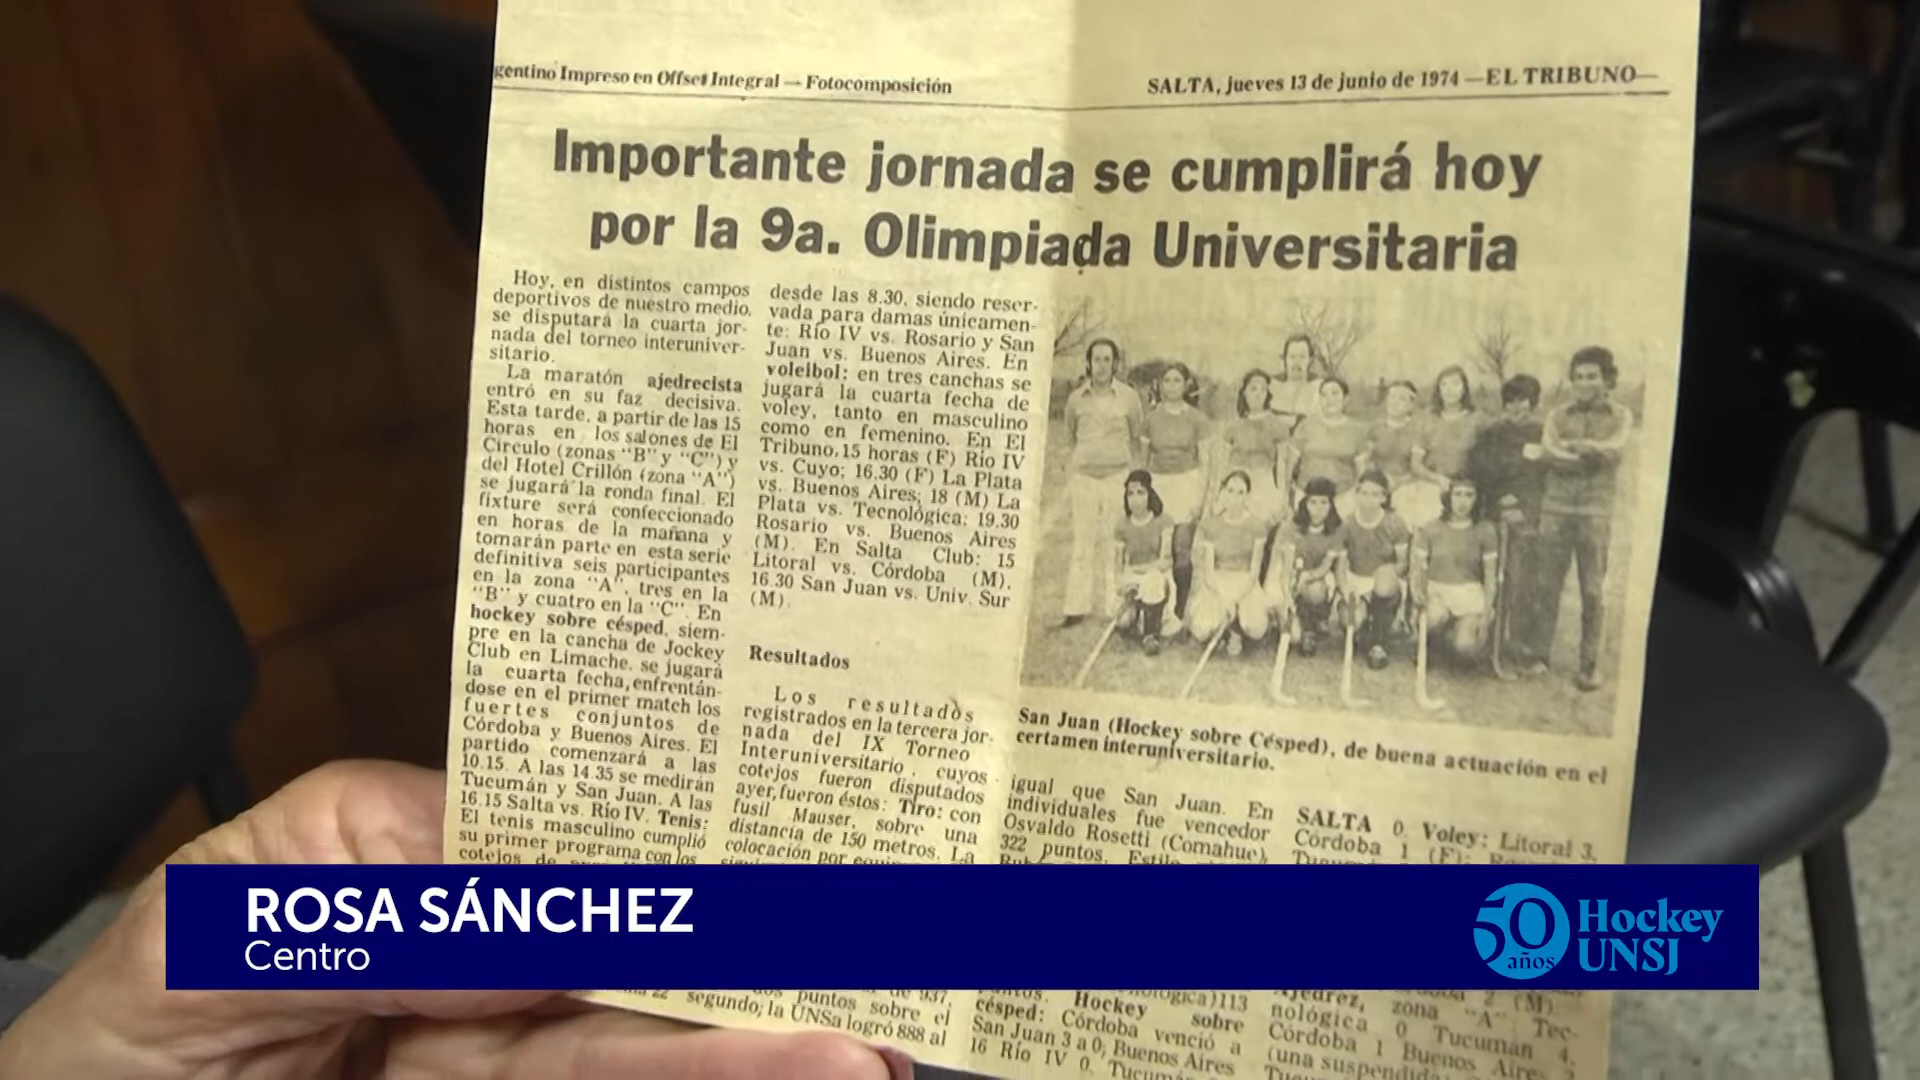 gentino Impreso en Offset Integral — Fotocomposición
SALTA, jueves 13 de junio de 1974 —EL TRIBUNO—
Importante jornada se cumplirá hoy
por la 9a. Olimpiada Universitaria
Hoy, en distintos campos
deportivos de nuestro medio,
se disputará la cuarta jor-
nada del torneo interuniver-
sitario.
La maratón ajedrecista
entró en su faz decisiva.
Esta tarde, a partir de las 15
horas en los salones de El
Círculo (zonas "B" y "C") y
del Hotel Crillón (zona "A")
se jugará la ronda final. El
fixture será confeccionado
en horas de la mañana y
tomarán parte en esta serie
definitiva seis participantes
en la zona "A", tres en la
"B" y cuatro en la "C". En
hockey sobre césped, siem-
pre en la cancha de Jockey
Club en Limache, se jugará
la cuarta fecha, enfrentán-
dose en el primer match los
fuertes conjuntos de
Córdoba y Buenos Aires. El
partido comenzará a las
10.15. A las 14.35 se medirán
Tucumán y San Juan. A las
16.15 Salta vs. Río IV. Tenis:
El tenis masculino cumplió
su primer programa con los
cotejos de
desde las 8.30, siendo reser-
vada para damas únicamen-
te: Río IV vs. Rosario y San
Juan vs. Buenos Aires. En
voleibol: en tres canchas se
jugará la cuarta fecha de
voley, tanto en masculino
como en femenino. En El
Tribuno, 15 horas (F) Río IV
vs. Cuyo; 16.30 (F) La Plata
vs. Buenos Aires; 18 (M) La
Plata vs. Tecnológica; 19.30
Rosario vs. Buenos Aires
(M). En Salta Club: 15
Litoral vs. Córdoba (M).
16.30 San Juan vs. Univ. Sur
(M).
Resultados
Los resultados
registrados en la tercera jor-
nada del IX Torneo
Interuniversitario, cuyos
cotejos fueron disputados
ayer, fueron éstos: Tiro: con
fusil Mauser, sobre una
distancia de 150 metros. La
colocación por
San Juan (Hockey sobre Césped), de buena actuación en el
certamen interuniversitario.
igual que San Juan. En
individuales fue vencedor
Osvaldo Rosetti (Comahue),
322 puntos.
SALTA 0. Voley: Litoral 3,
Córdoba 1 (F);
ROSA SÁNCHEZ
Centro
50 años Hockey UNSJ
de 937,
puntos sobre el
segundo; la UNSa logró 888 al
113
césped: Hockey sobre
Córdoba venció a
San Juan 3 a 0; Buenos Aires
16 Río IV 0,
2 (M)
Ajedrez, zona "A": Tec-
nológica 0 Tucumán 4,
Córdoba 1 Buenos Aires
(una suspendida